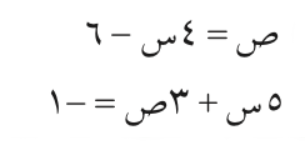 ص = ٤س − ٦
٥س + ٣ص = −١